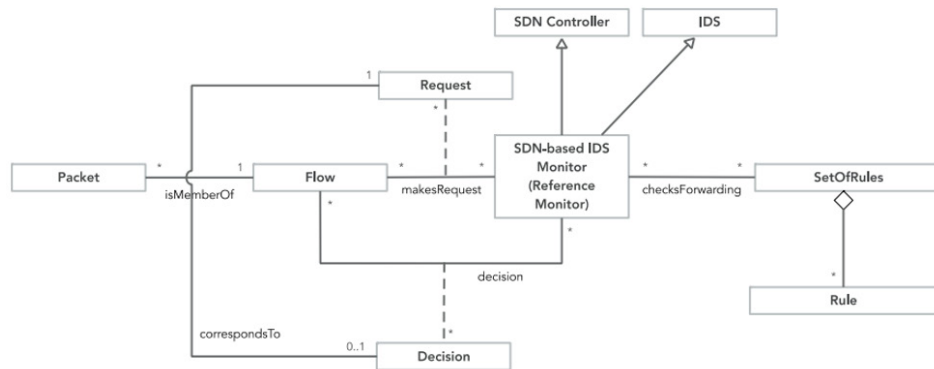 SDN Controller
IDS
1
Request
*
SDN-based IDS
Monitor
(Reference
Monitor)
Packet
*
1
Flow
*
*
*
*
SetOfRules
isMemberOf
makesRequest
checksForwarding
*
*
decision
*
Rule
correspondsTo
*
0..1
Decision